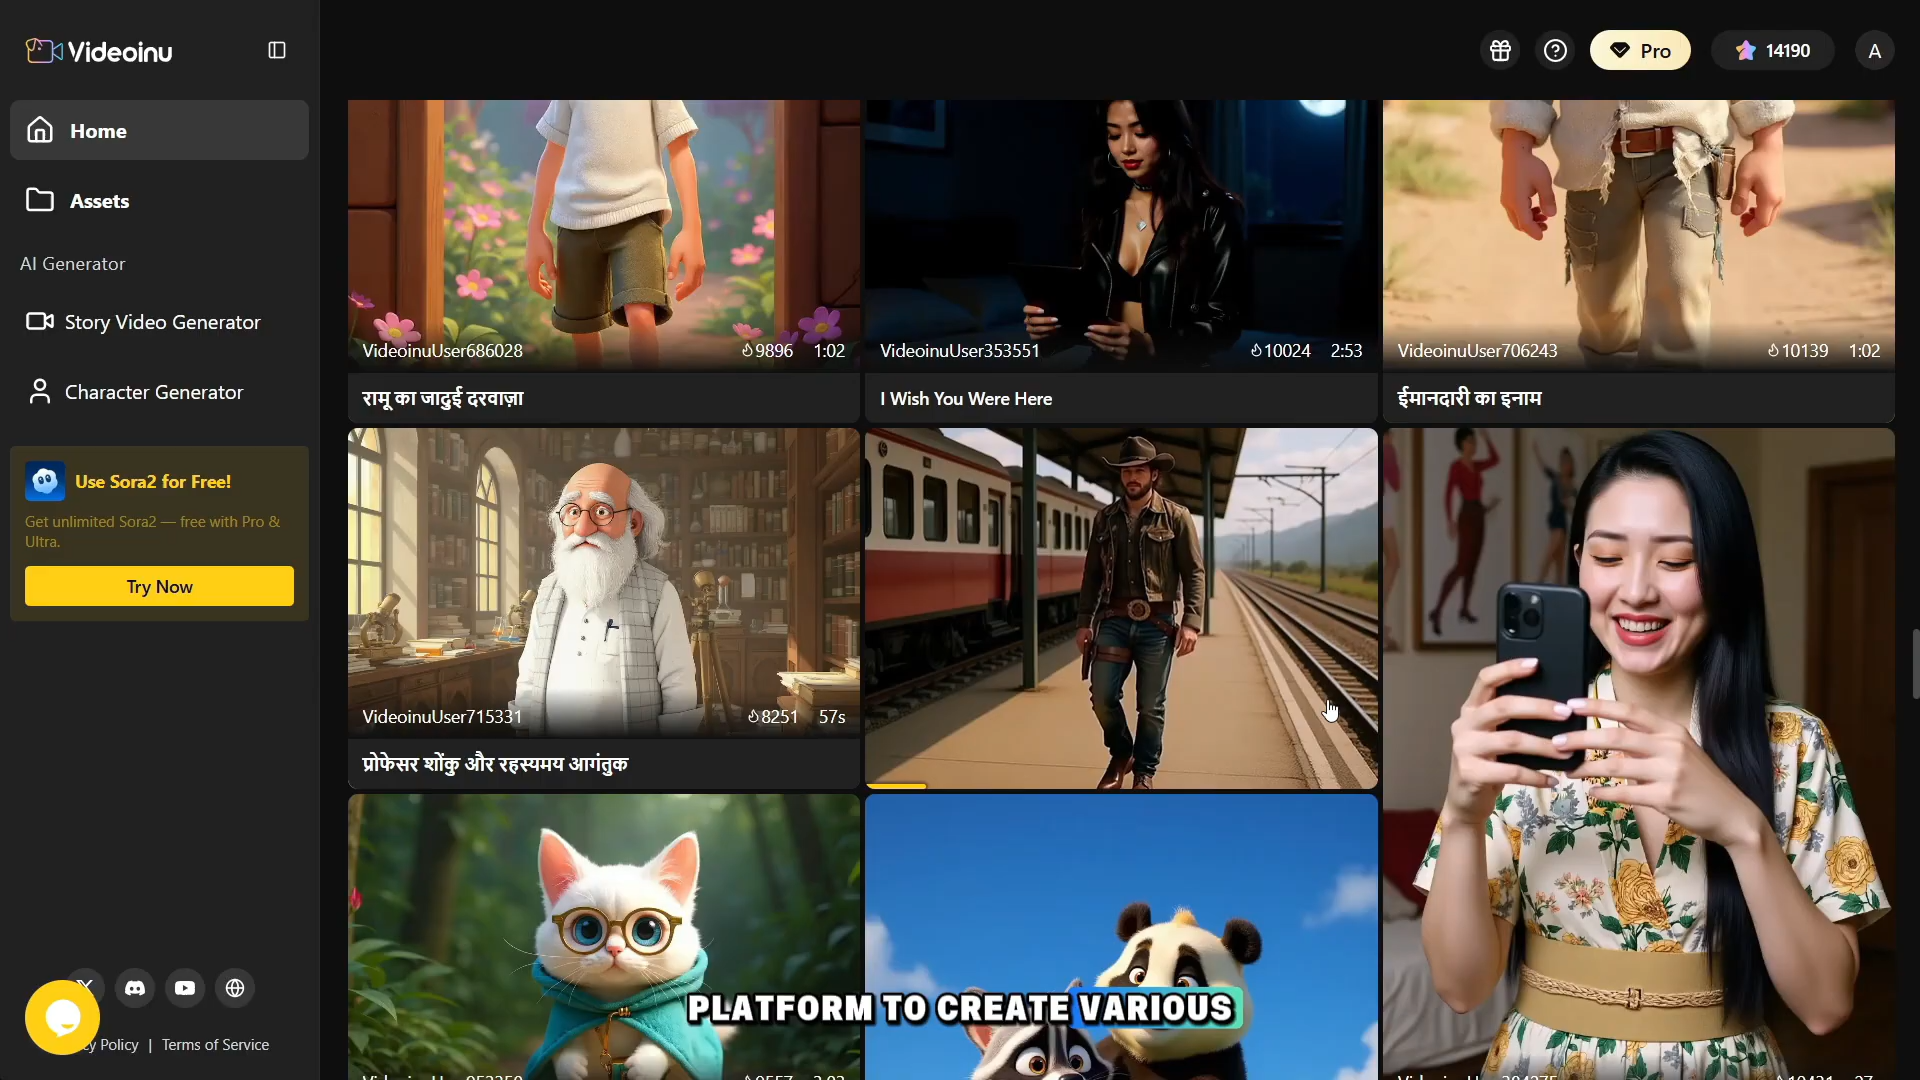 Videoinu
Pro
14190
A
Home
Assets
AI Generator
Story Video Generator
Character Generator
Use Sora2 for Free!
Get unlimited Sora2 — free with Pro &
Ultra.
Try Now
Policy | Terms of Service
VideoinuUser686028 9896 1:02
रामू का जादुई दरवाज़ा
VideoinuUser353551 10024 2:53
I Wish You Were Here
VideoinuUser706243 10139 1:02
ईमानदारी का इनाम
VideoinuUser715331 8251 57s
प्रोफेसर शोंकु और रहस्यमय आगंतुक
PLATFORM TO CREATE VARIOUS